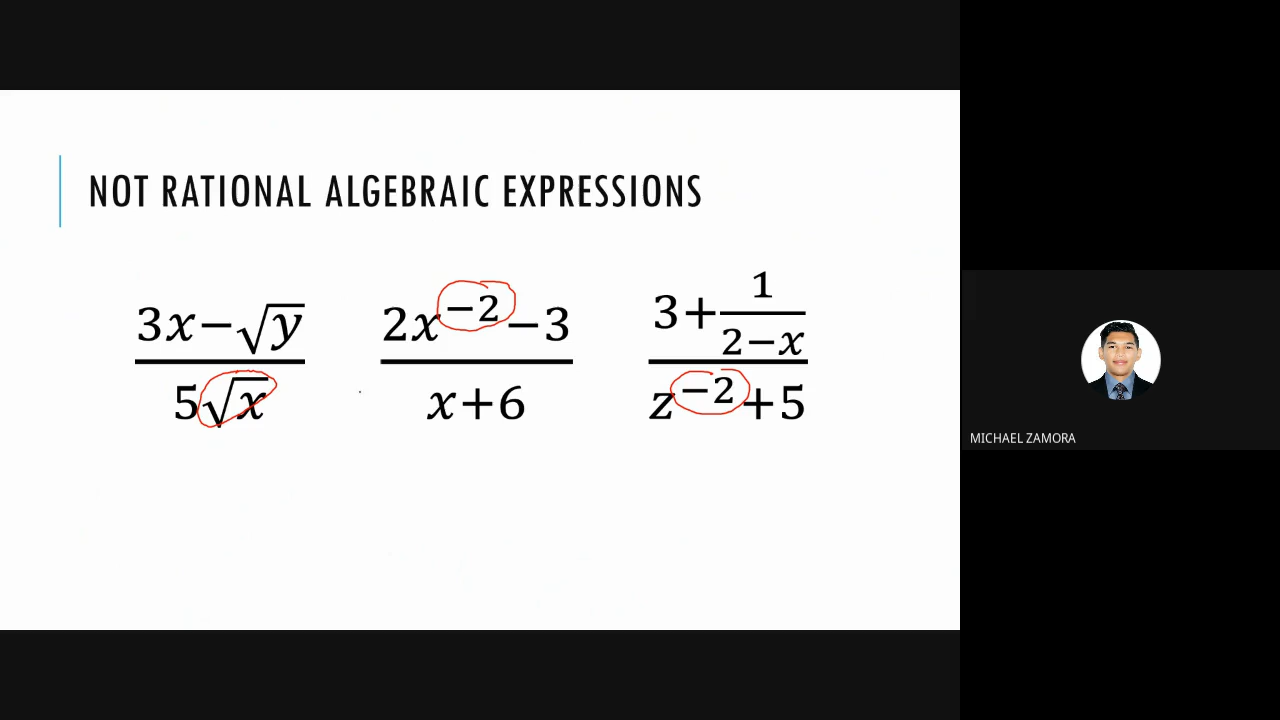 NOT RATIONAL ALGEBRAIC EXPRESSIONS
3x−√y
5√x
2x⁻²−3
x+6
3+1/(2−x)
z⁻²+5
MICHAEL ZAMORA